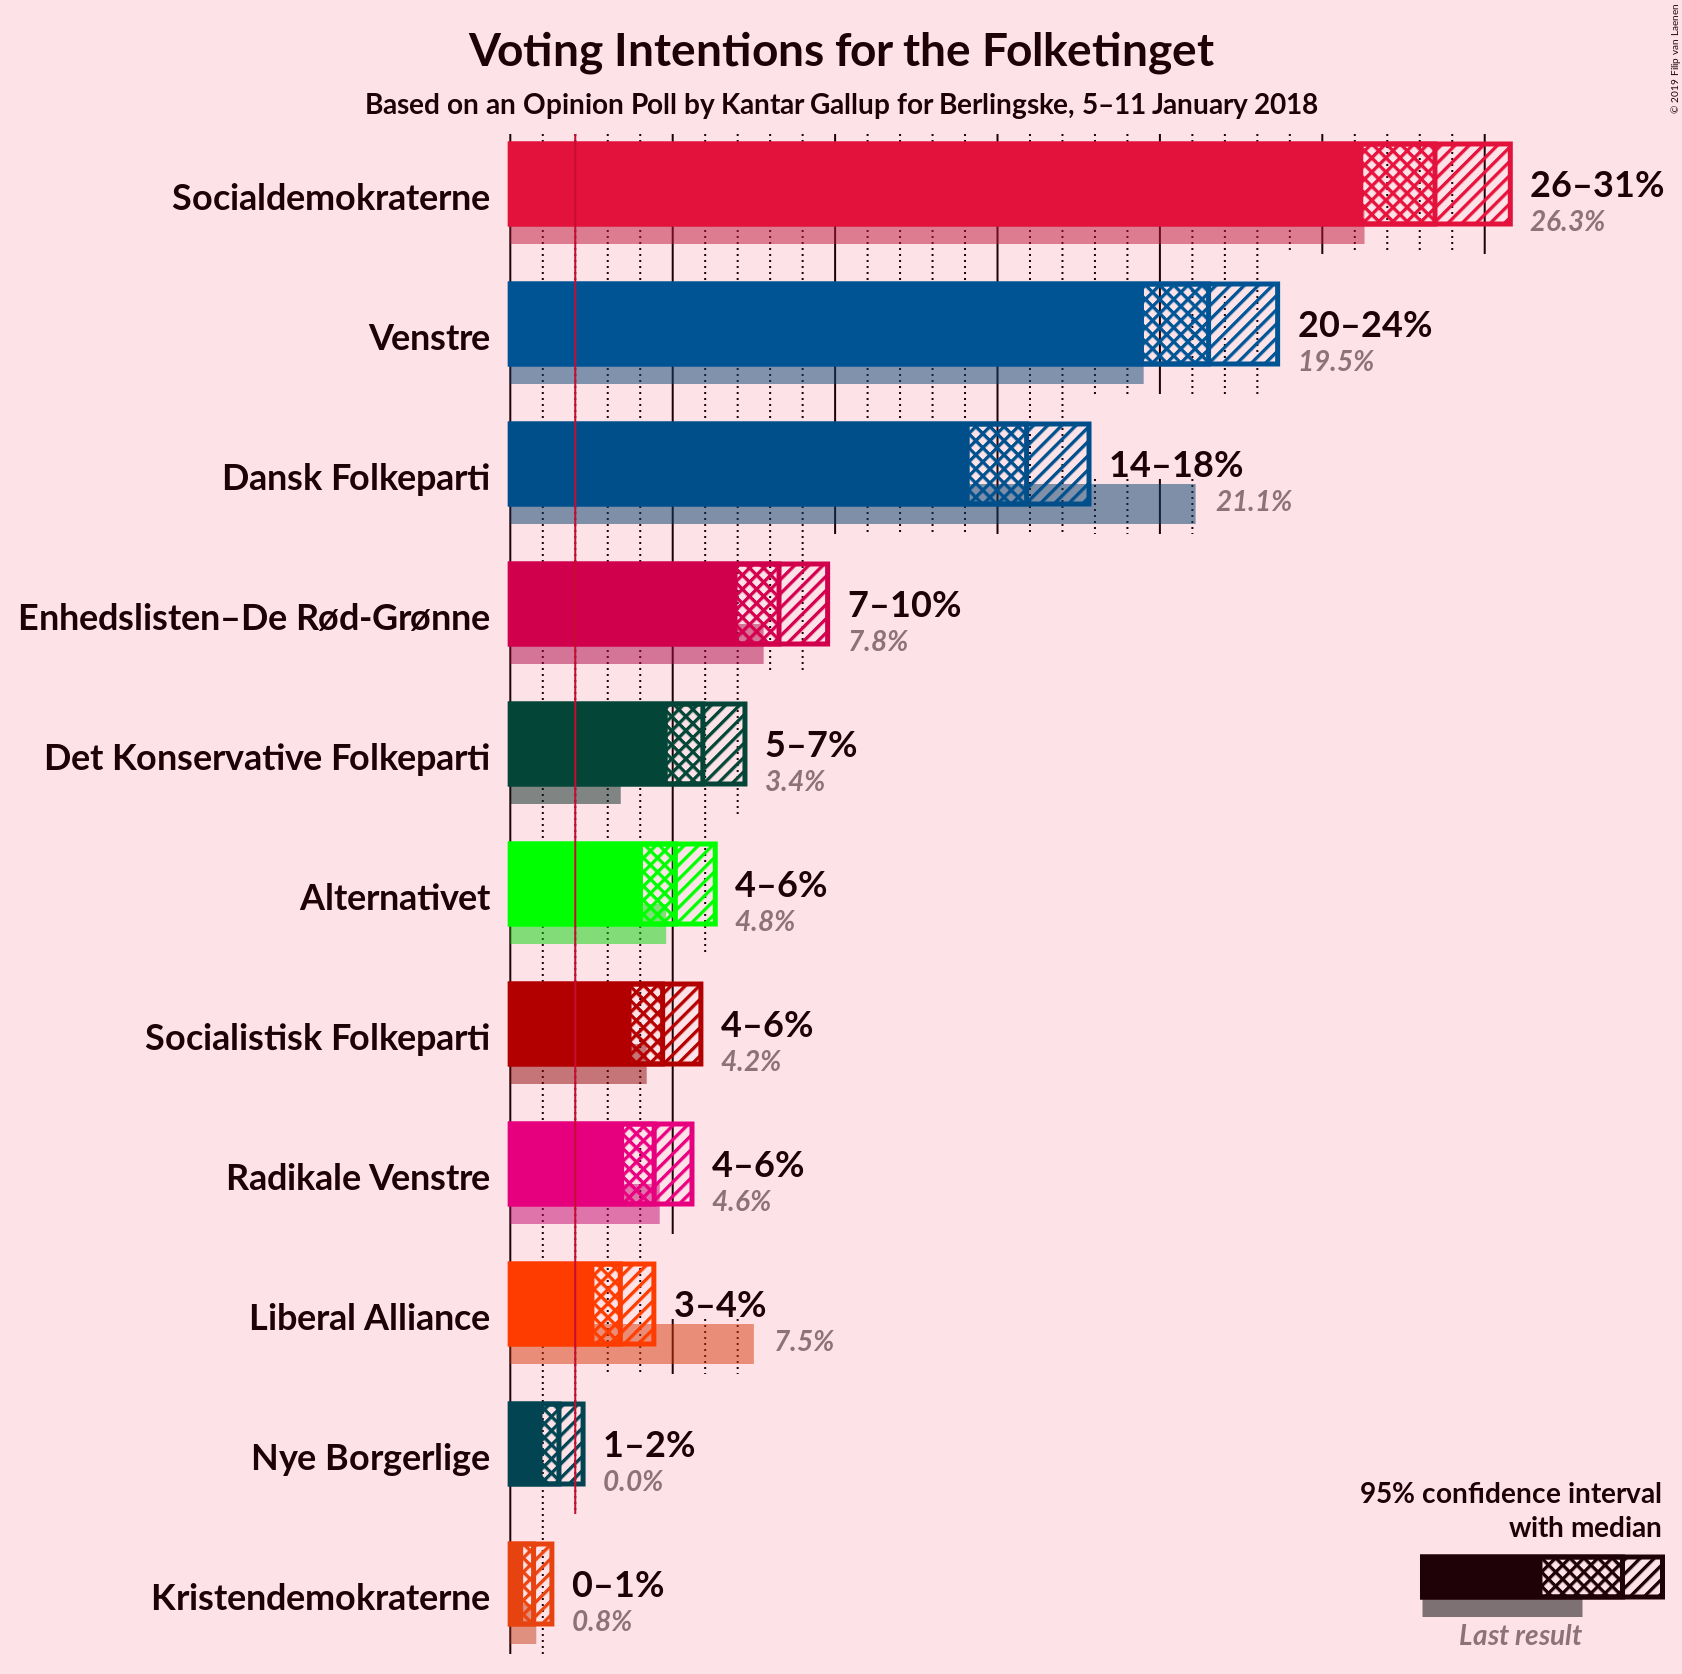 Voting Intentions for the Folketinget
Based on an Opinion Poll by Kantar Gallup for Berlingske, 5–11 January 2018
© 2019 Filip van Laenen
Socialdemokraterne
26–31%
26.3%
Venstre
20–24%
19.5%
Dansk Folkeparti
14–18%
21.1%
Enhedslisten–De Rød-Grønne
7–10%
7.8%
Det Konservative Folkeparti
5–7%
3.4%
Alternativet
4–6%
4.8%
Socialistisk Folkeparti
4–6%
4.2%
Radikale Venstre
4–6%
4.6%
Liberal Alliance
3–4%
7.5%
Nye Borgerlige
1–2%
0.0%
Kristendemokraterne
0–1%
0.8%
95% confidence interval
with median
Last result